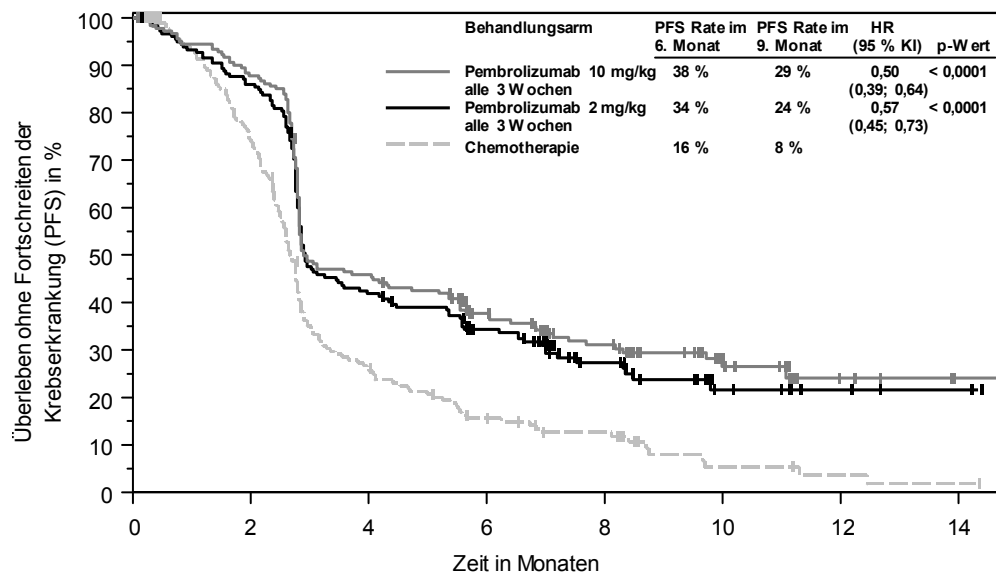 Behandlungsarm PFS Rate im PFS Rate im HR
6. Monat 9. Monat (95 % KI) p-Wert
Pembrolizumab 10 mg/kg 38 % 29 % 0,50 < 0,0001
alle 3 Wochen (0,39; 0,64)
Pembrolizumab 2 mg/kg 34 % 24 % 0,57 < 0,0001
alle 3 Wochen (0,45; 0,73)
Chemotherapie 16 % 8 %
Überleben ohne Fortschreiten der
Krebserkrankung (PFS) in %
100
90
80
70
60
50
40
30
20
10
0
0 2 4 6 8 10 12 14
Zeit in Monaten